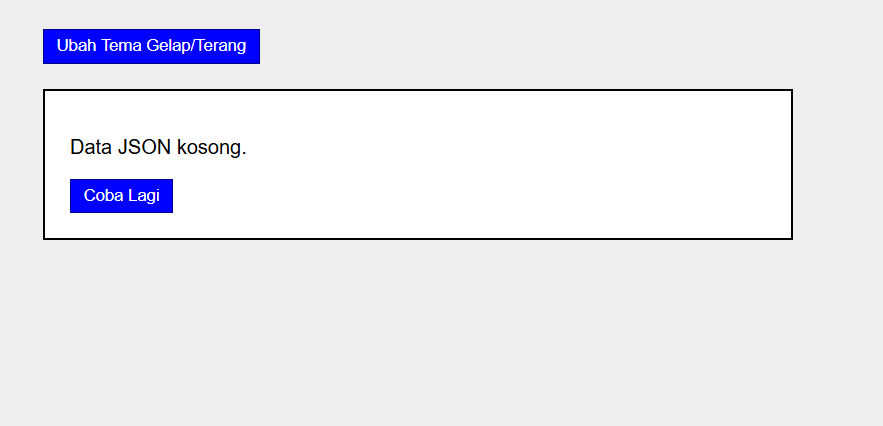 Ubah Tema Gelap/Terang
Data JSON kosong.
Coba Lagi